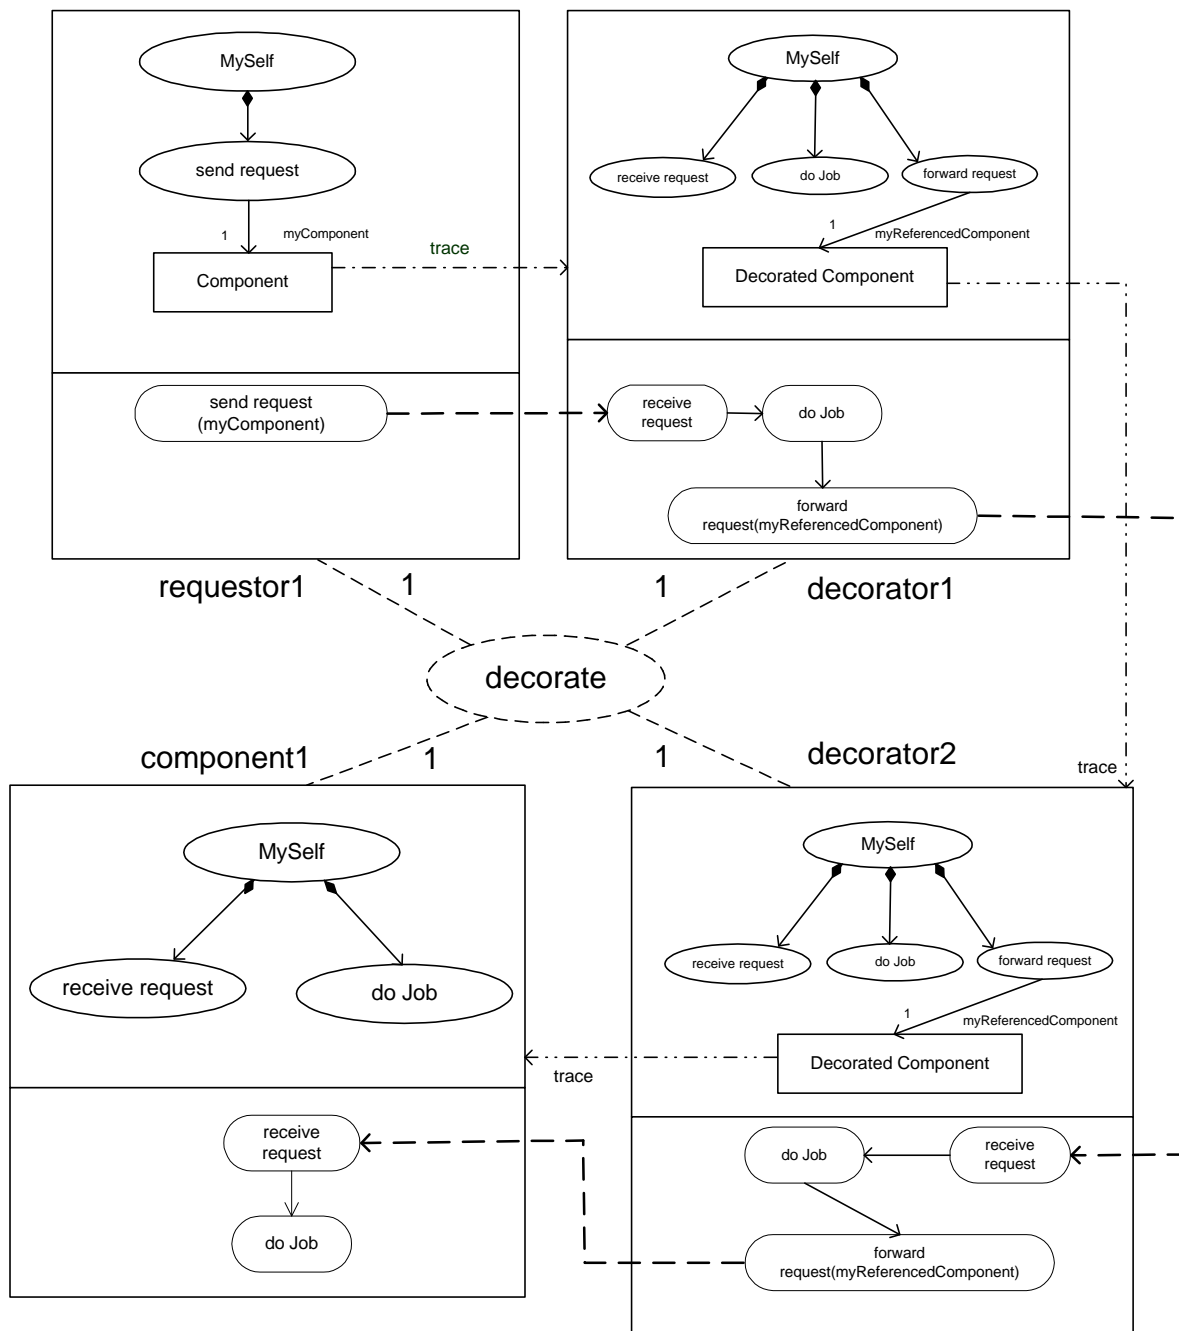 MySelf
send request
1
myComponent
Component
trace
send request
(myComponent)
MySelf
receive request
do Job
forward request
1
myReferencedComponent
Decorated Component
receive
request
do Job
forward
request(myReferencedComponent)
requestor1
1
1
decorator1
decorate
component1
1
1
decorator2
trace
MySelf
receive request
do Job
receive
request
do Job
MySelf
receive request
do Job
forward request
1
myReferencedComponent
Decorated Component
trace
do Job
receive
request
forward
request(myReferencedComponent)